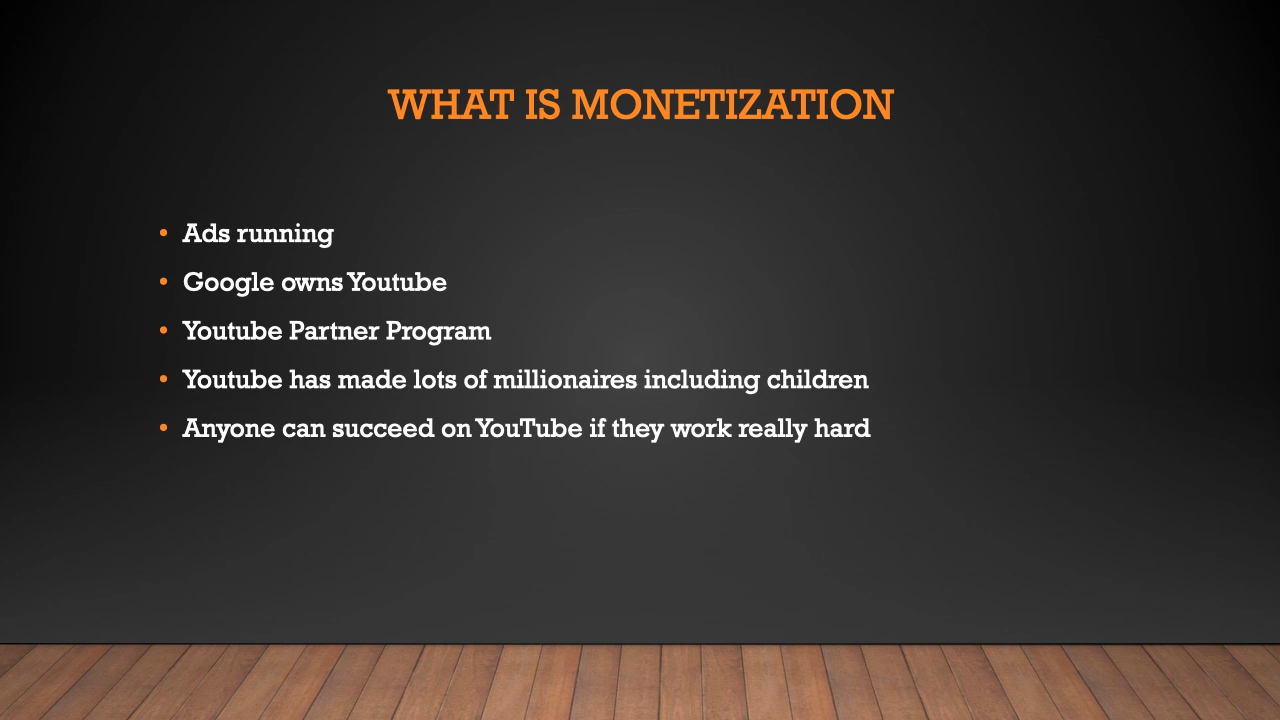 WHAT IS MONETIZATION
• Ads running
• Google owns Youtube
• Youtube Partner Program
• Youtube has made lots of millionaires including children
• Anyone can succeed on YouTube if they work really hard